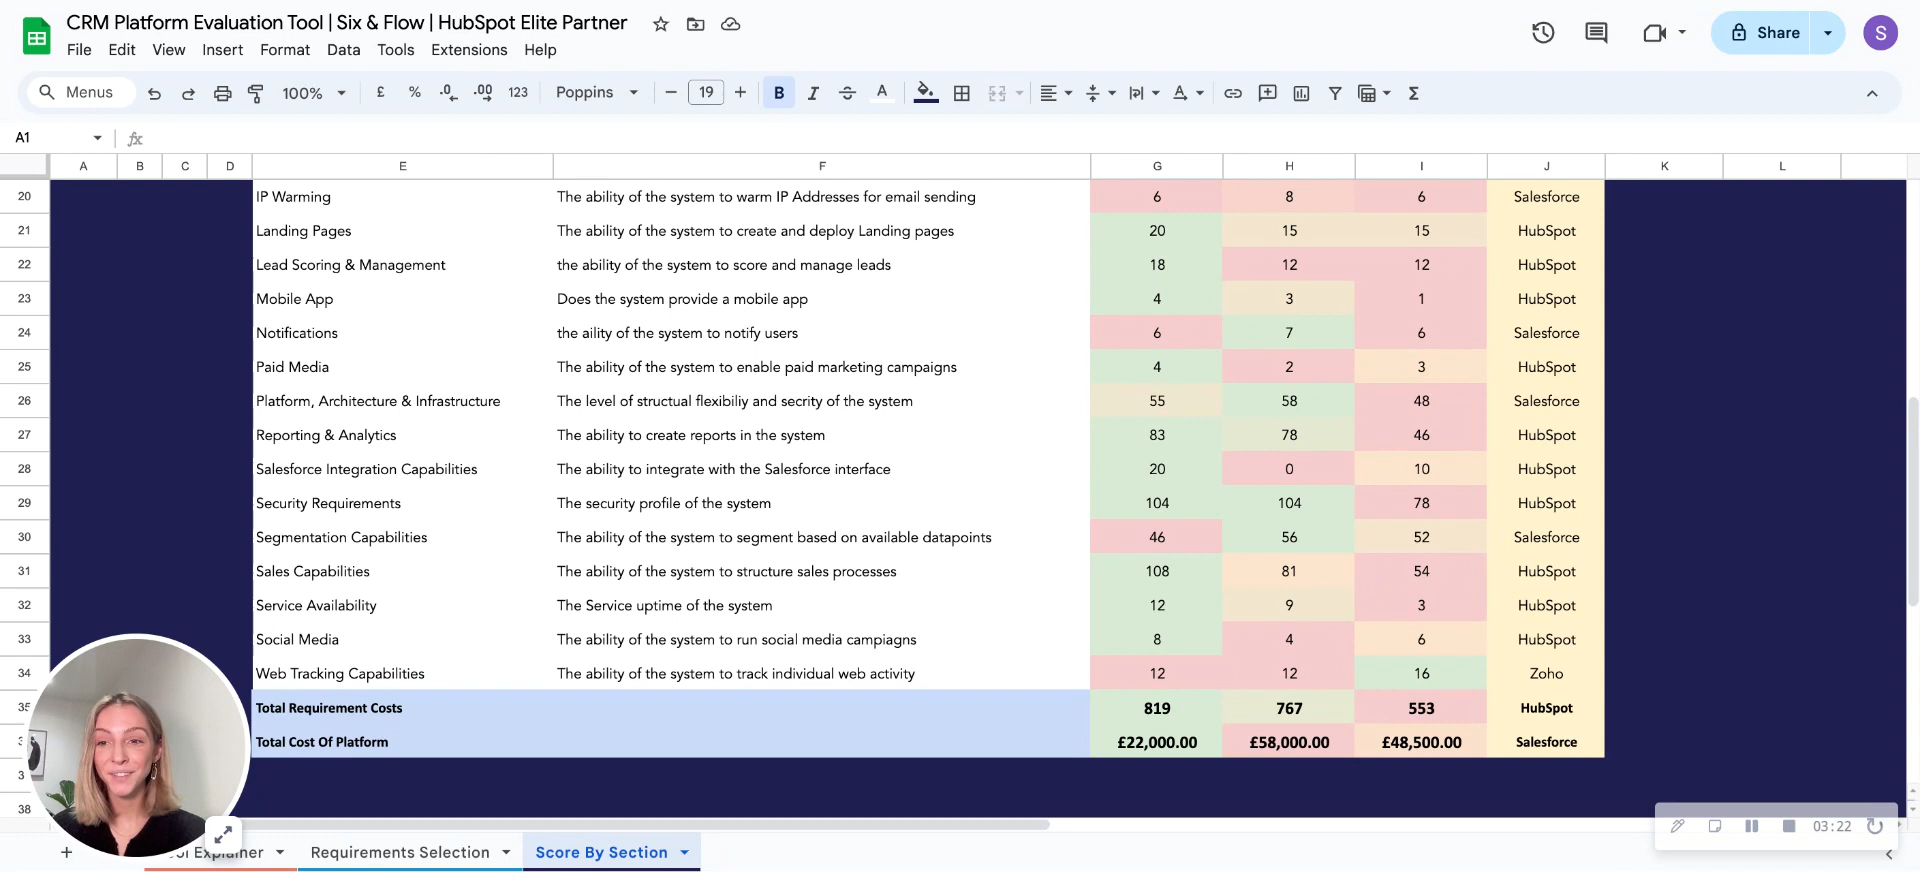 CRM Platform Evaluation Tool | Six & Flow | HubSpot Elite Partner
File Edit View Insert Format Data Tools Extensions Help
Share
S
Menus 100% £ % .0 .00 123 Poppins 19 B I A
A1 fx
A B C D E F G H I J K L
20 IP Warming The ability of the system to warm IP Addresses for email sending 6 8 6 Salesforce
21 Landing Pages The ability of the system to create and deploy Landing pages 20 15 15 HubSpot
22 Lead Scoring & Management the ability of the system to score and manage leads 18 12 12 HubSpot
23 Mobile App Does the system provide a mobile app 4 3 1 HubSpot
24 Notifications the aility of the system to notify users 6 7 6 Salesforce
25 Paid Media The ability of the system to enable paid marketing campaigns 4 2 3 HubSpot
26 Platform, Architecture & Infrastructure The level of structual flexibiliy and secrity of the system 55 58 48 Salesforce
27 Reporting & Analytics The ability to create reports in the system 83 78 46 HubSpot
28 Salesforce Integration Capabilities The ability to integrate with the Salesforce interface 20 0 10 HubSpot
29 Security Requirements The security profile of the system 104 104 78 HubSpot
30 Segmentation Capabilities The ability of the system to segment based on available datapoints 46 56 52 Salesforce
31 Sales Capabilities The ability of the system to structure sales processes 108 81 54 HubSpot
32 Service Availability The Service uptime of the system 12 9 3 HubSpot
33 Social Media The ability of the system to run social media campiagns 8 4 6 HubSpot
34 Web Tracking Capabilities The ability of the system to track individual web activity 12 12 16 Zoho
Total Requirement Costs 819 767 553 HubSpot
Total Cost Of Platform £22,000.00 £58,000.00 £48,500.00 Salesforce
38
03:22
Explainer Requirements Selection Score By Section